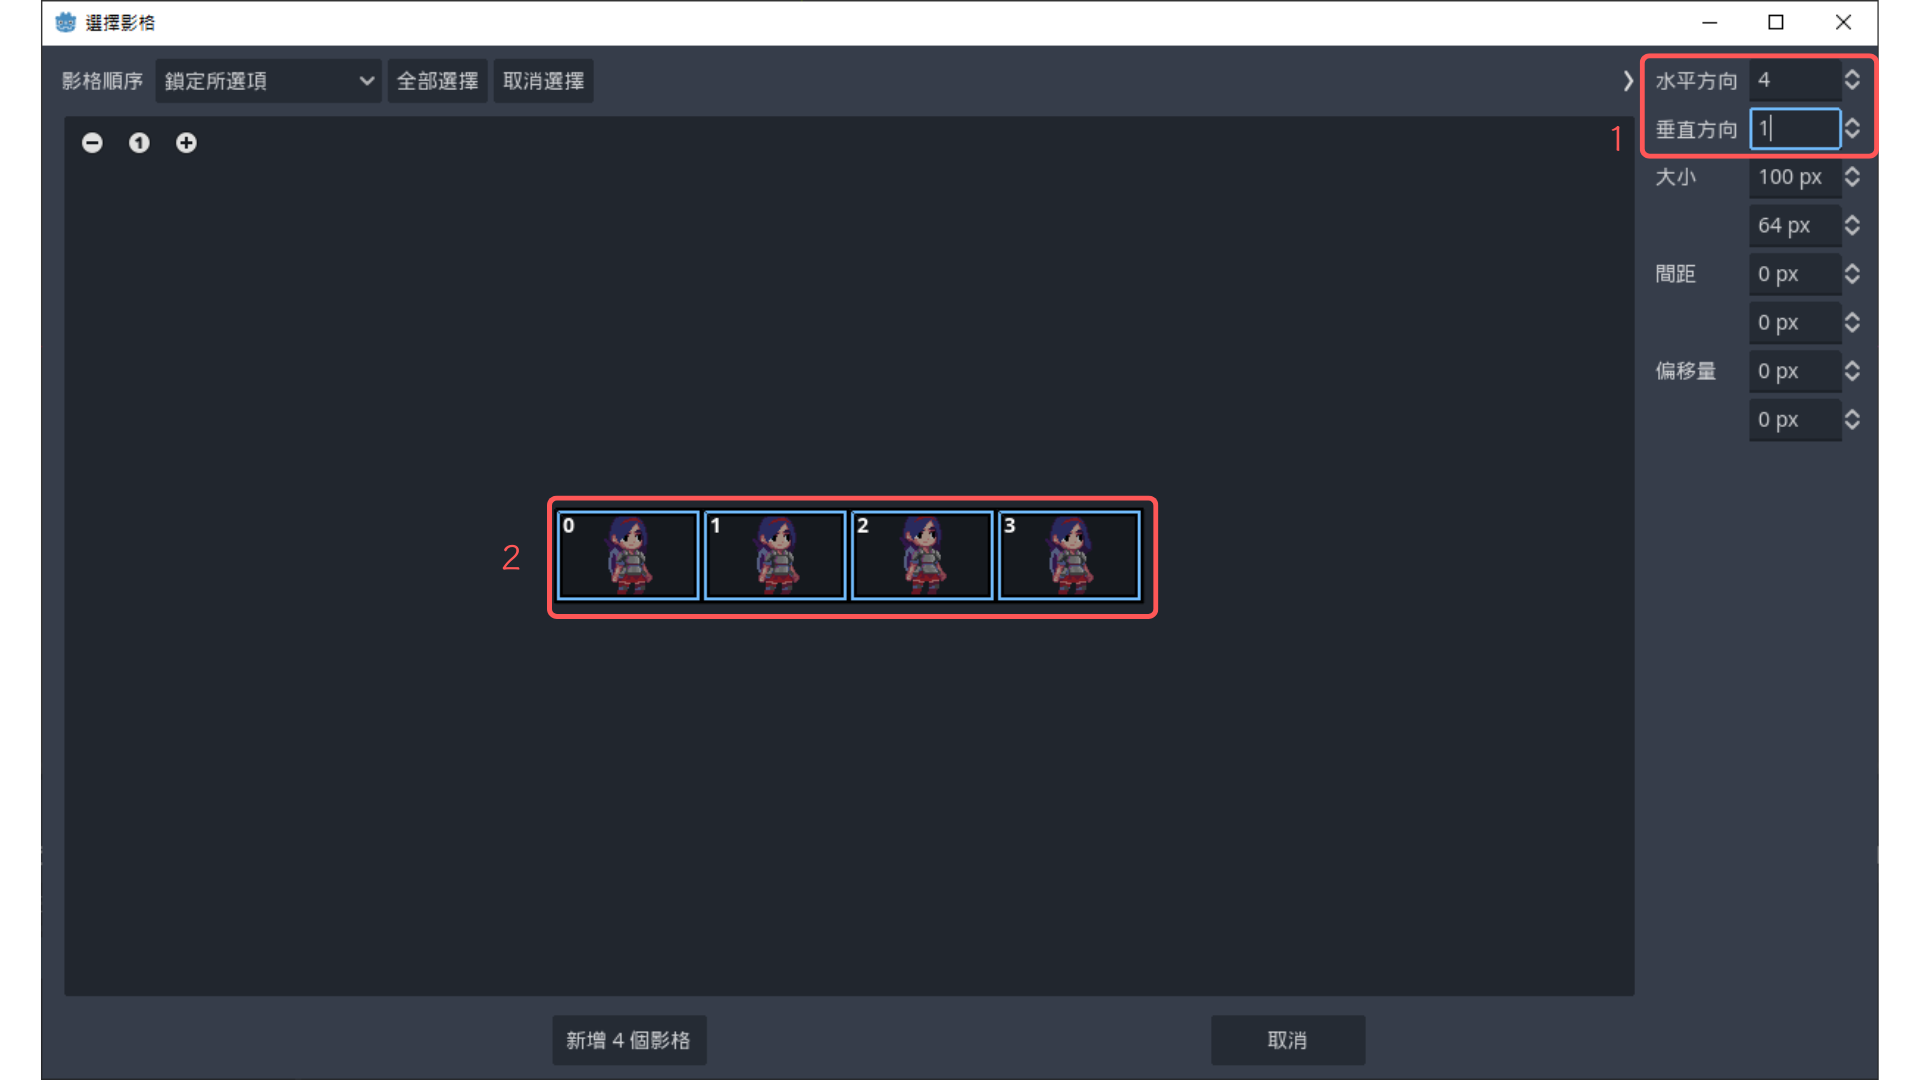 選擇影格
影格順序 鎖定所選項 全部選擇 取消選擇
水平方向 4
1
垂直方向 1
大小 100 px
64 px
間距 0 px
0 px
偏移量 0 px
0 px
1
2
0 1 2 3
新增 4 個影格 取消